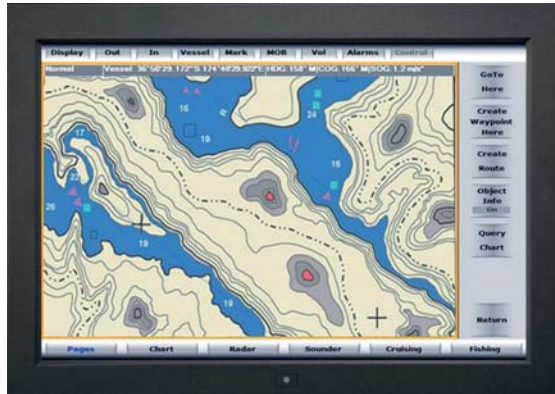 Display Out In Vessel Mark MOB Vol Alarms Control
Normal Vessel: 36°50'29.172"S 174°48'29.922"E HDG: 158° M COG: 166° M SOG: 1.2 m/s
GoTo
Here
Create
Waypoint
Here
Create
Route
Object
Info
On
Query
Chart
Return
16
24
19
17
16
22
26
19
19
Pages Chart Radar Sounder Cruising Fishing